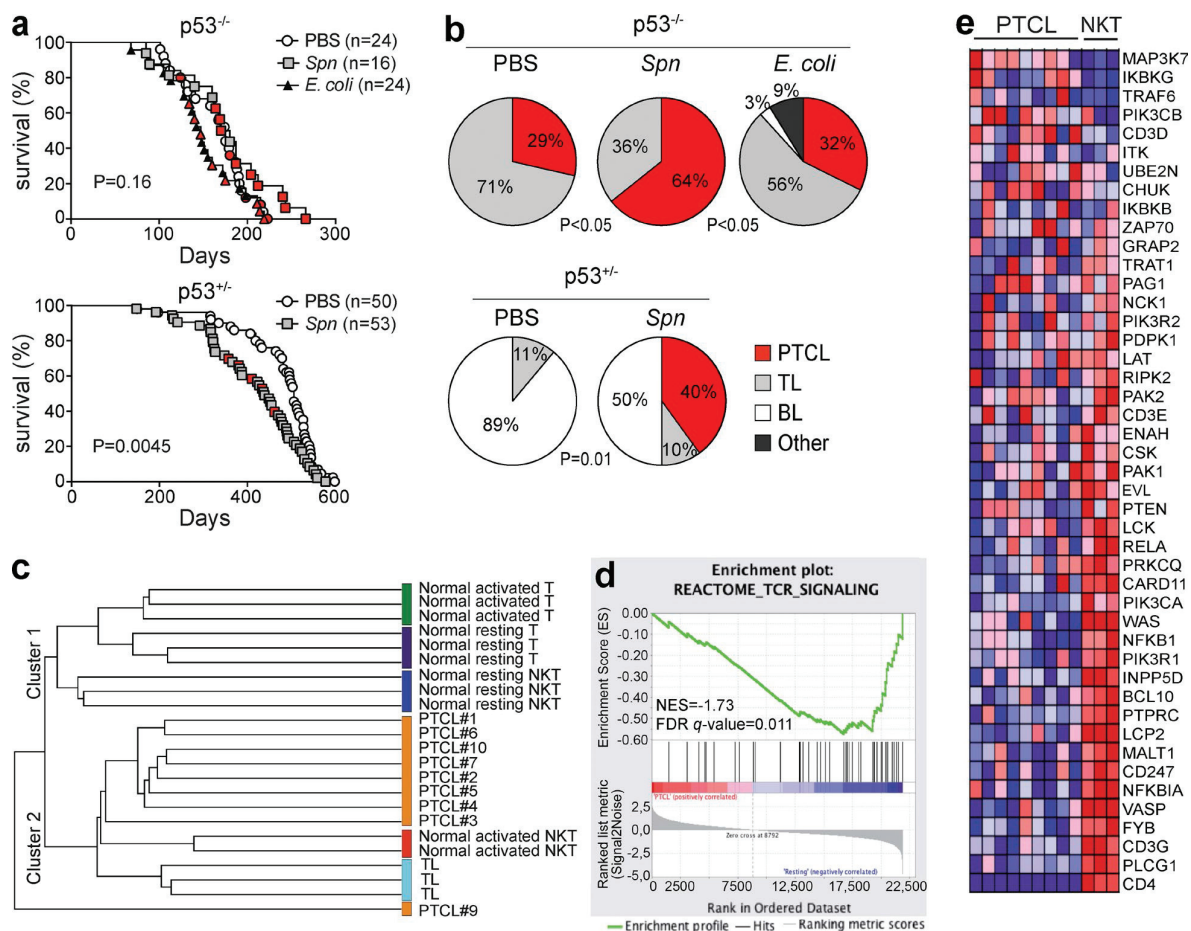 a
p53-/-
PBS (n=24)
Spn (n=16)
E. coli (n=24)
survival (%)
100
80
60
40
20
0
P=0.16
0
100
200
300
Days
p53+/-
PBS (n=50)
Spn (n=53)
survival (%)
100
80
60
40
20
0
P=0.0045
0
200
400
600
Days
b
p53-/-
PBS
Spn
E. coli
29%
71%
36%
64%
3%
9%
32%
56%
P<0.05
P<0.05
p53+/-
PBS
Spn
11%
89%
50%
40%
10%
P=0.01
PTCL
TL
BL
Other
c
Cluster 1
Cluster 2
Normal activated T
Normal activated T
Normal activated T
Normal resting T
Normal resting T
Normal resting T
Normal resting NKT
Normal resting NKT
Normal resting NKT
PTCL#1
PTCL#6
PTCL#10
PTCL#7
PTCL#2
PTCL#5
PTCL#4
PTCL#3
Normal activated NKT
Normal activated NKT
TL
TL
TL
PTCL#9
d
Enrichment plot:
REACTOME_TCR_SIGNALING
Enrichment Score (ES)
0.00
-0.10
-0.20
-0.30
-0.35
-0.50
-0.60
NES=-1.73
FDR q-value=0.011
'PTCL' (positively correlated)
Ranked list metric
(Signal2Noise)
2,5
0,0
-2,5
-5,0
Zero cross at 8792
'Resting' (negatively correlated)
0
2500
7500
12,500
17,500
22,500
Rank in Ordered Dataset
Enrichment profile
Hits
Ranking metric scores
e
PTCL
NKT
MAP3K7
IKBKG
TRAF6
PIK3CB
CD3D
ITK
UBE2N
CHUK
IKBKB
ZAP70
GRAP2
TRAT1
PAG1
NCK1
PIK3R2
PDPK1
LAT
RIPK2
PAK2
CD3E
ENAH
CSK
PAK1
EVL
PTEN
LCK
RELA
PRKCQ
CARD11
PIK3CA
WAS
NFKB1
PIK3R1
INPP5D
BCL10
PTPRC
LCP2
MALT1
CD247
NFKBIA
VASP
FYB
CD3G
PLCG1
CD4